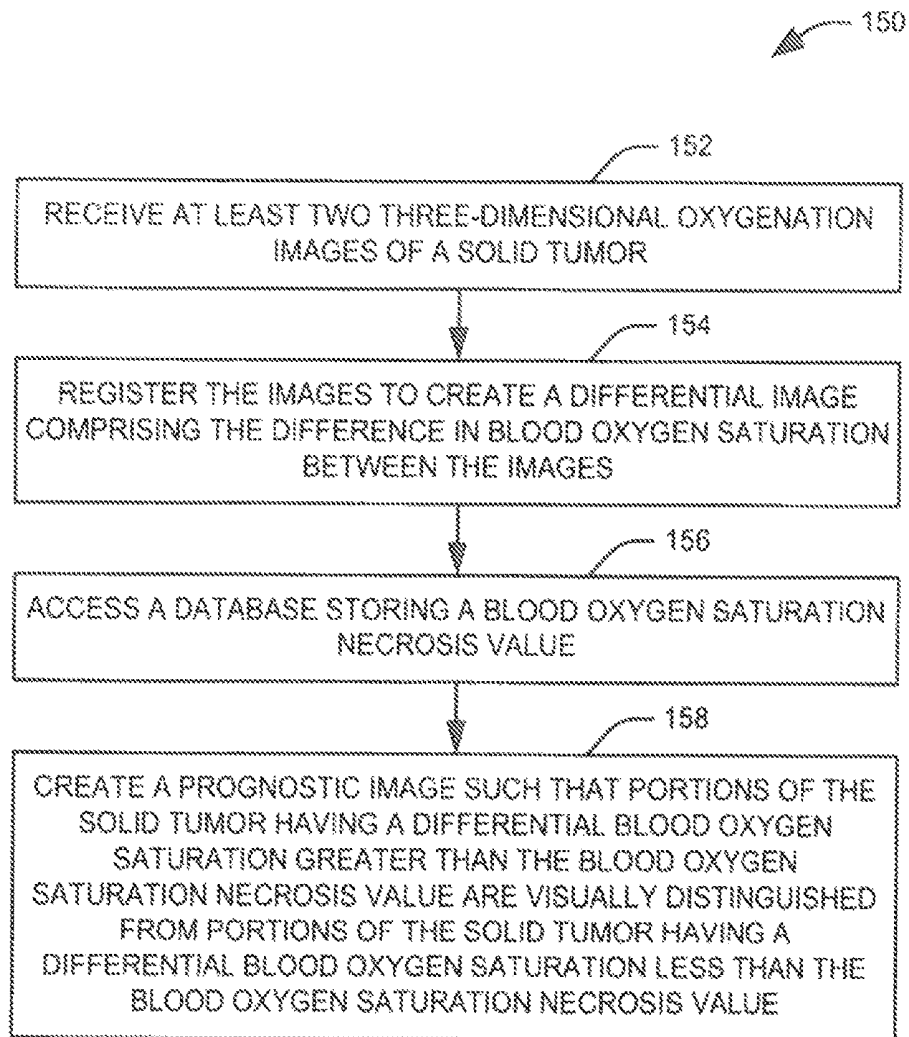 150
152
RECEIVE AT LEAST TWO THREE-DIMENSIONAL OXYGENATION
IMAGES OF A SOLID TUMOR
154
REGISTER THE IMAGES TO CREATE A DIFFERENTIAL IMAGE
COMPRISING THE DIFFERENCE IN BLOOD OXYGEN SATURATION
BETWEEN THE IMAGES
156
ACCESS A DATABASE STORING A BLOOD OXYGEN SATURATION
NECROSIS VALUE
158
CREATE A PROGNOSTIC IMAGE SUCH THAT PORTIONS OF THE
SOLID TUMOR HAVING A DIFFERENTIAL BLOOD OXYGEN
SATURATION GREATER THAN THE BLOOD OXYGEN
SATURATION NECROSIS VALUE ARE VISUALLY DISTINGUISHED
FROM PORTIONS OF THE SOLID TUMOR HAVING A
DIFFERENTIAL BLOOD OXYGEN SATURATION LESS THAN THE
BLOOD OXYGEN SATURATION NECROSIS VALUE